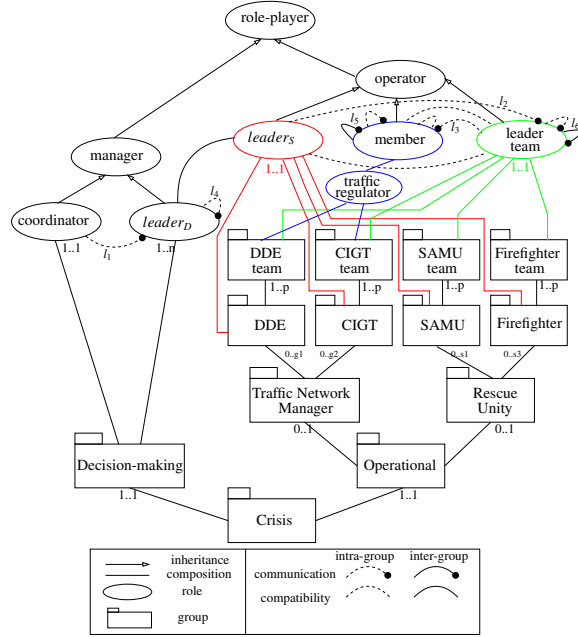 role-player
operator
l2
leaderS
1..1
l5
member
l3
leader
team
1..1
l6
manager
traffic
regulator
l4
coordinator
1..1
l1
leaderD
1..n
DDE
team
CIGT
team
SAMU
team
Firefighter
team
1..p
1..p
1..p
1..p
DDE
CIGT
SAMU
Firefighter
0..g1
0..g2
0..s1
0..s3
Traffic Network
Manager
Rescue
Unity
0..1
0..1
Decision-making
Operational
1..1
1..1
Crisis
inheritance
composition
role
group
intra-group
inter-group
communication
compatibility